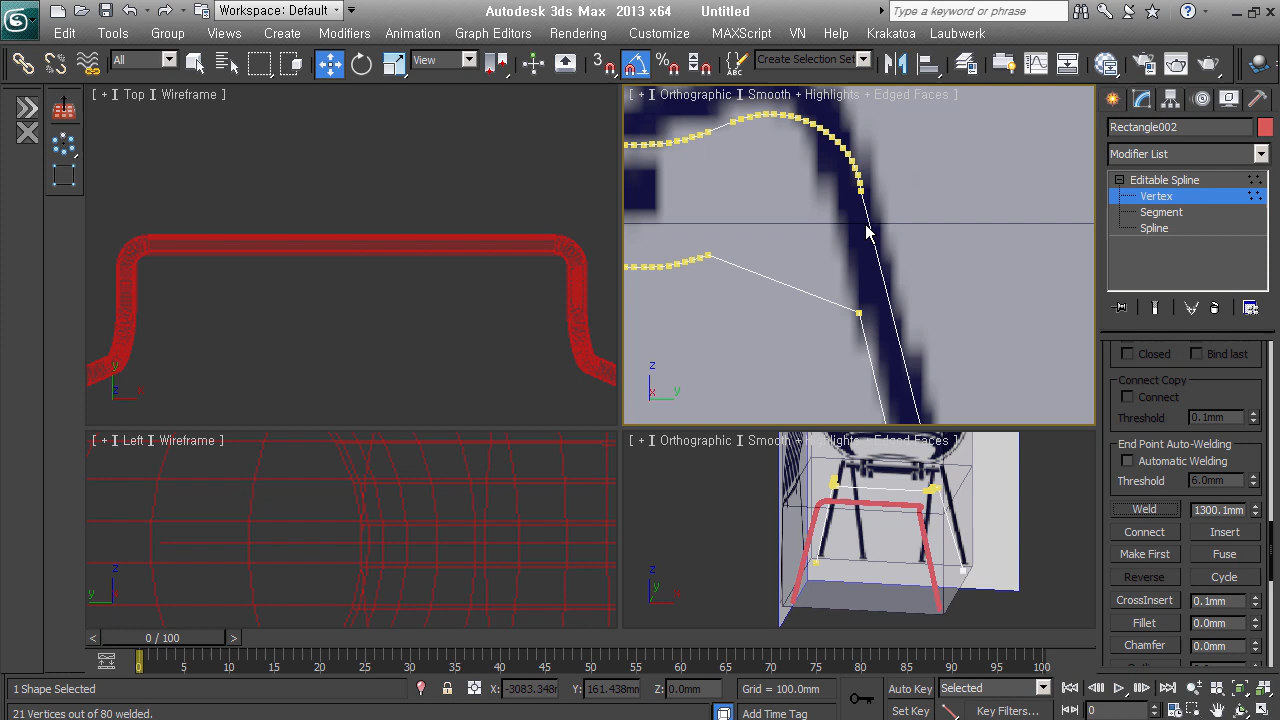 Workspace: Default
Autodesk 3ds Max 2013 x64 Untitled
Type a keyword or phrase
Edit Tools Group Views Create Modifiers Animation Graph Editors Rendering Customize MAXScript VN Help Krakatoa Laubwerk
All View 3 Create Selection Set
[ + ] Top ] Wireframe ]
[ + ] Orthographic ] Smooth + Highlights + Edged Faces ]
Rectangle002
Modifier List
Editable Spline
Vertex
Segment
Spline
y
z x
z
x y
Closed Bind last
Connect Copy
Connect
Threshold 0.1mm
End Point Auto-Welding
Automatic Welding
Threshold 6.0mm
Weld 1300.1mm
Connect Insert
Make First Fuse
Reverse Cycle
CrossInsert 0.1mm
Fillet 0.0mm
Chamfer 0.0mm
[ + ] Left ] Wireframe ]
z
y
z
y
x
< 0 / 100 >
0 5 10 15 20 25 30 35 40 45 50 55 60 65 70 75 80 85 90 95 100
1 Shape Selected X: -3083.348 Y: 161.438mm Z: 0.0mm Grid = 100.0mm Auto Key Selected
21 Vertices out of 80 welded. Add Time Tag Set Key Key Filters... 0